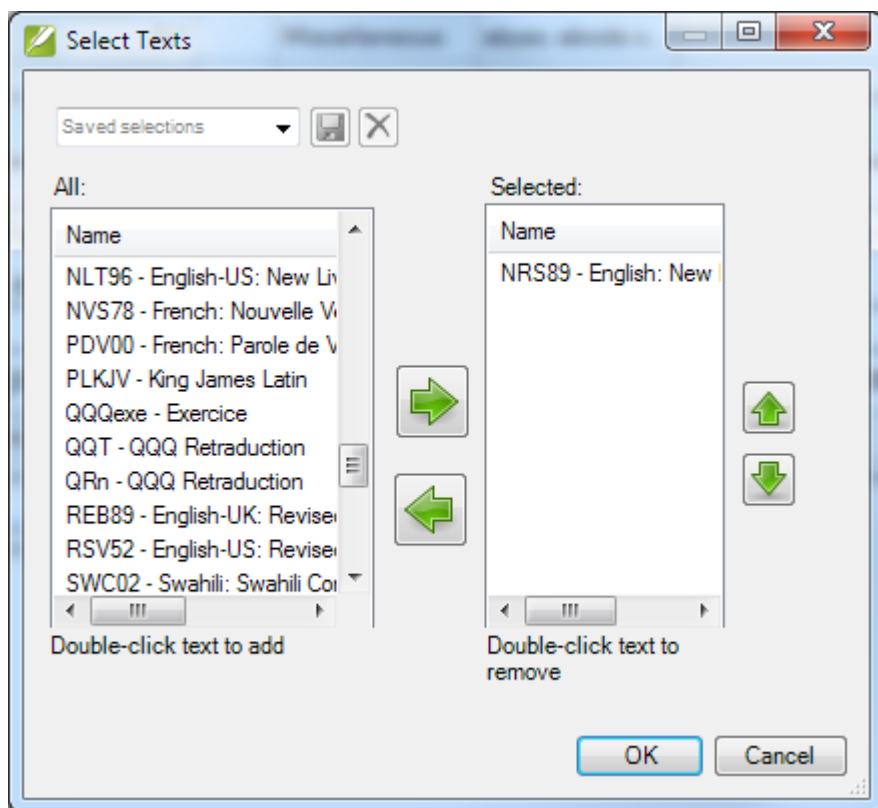 Select Texts
Saved selections
All:
Selected:
Name
NLT96 - English-US: New Liv
NVS78 - French: Nouvelle V
PDV00 - French: Parole de V
PLKJV - King James Latin
QQQexe - Exercice
QQT - QQQ Retraduction
QRn - QQQ Retraduction
REB89 - English-UK: Revise
RSV52 - English-US: Revise
SWC02 - Swahili: Swahili Co
Name
NRS89 - English: New
Double-click text to add
Double-click text to
remove
OK
Cancel